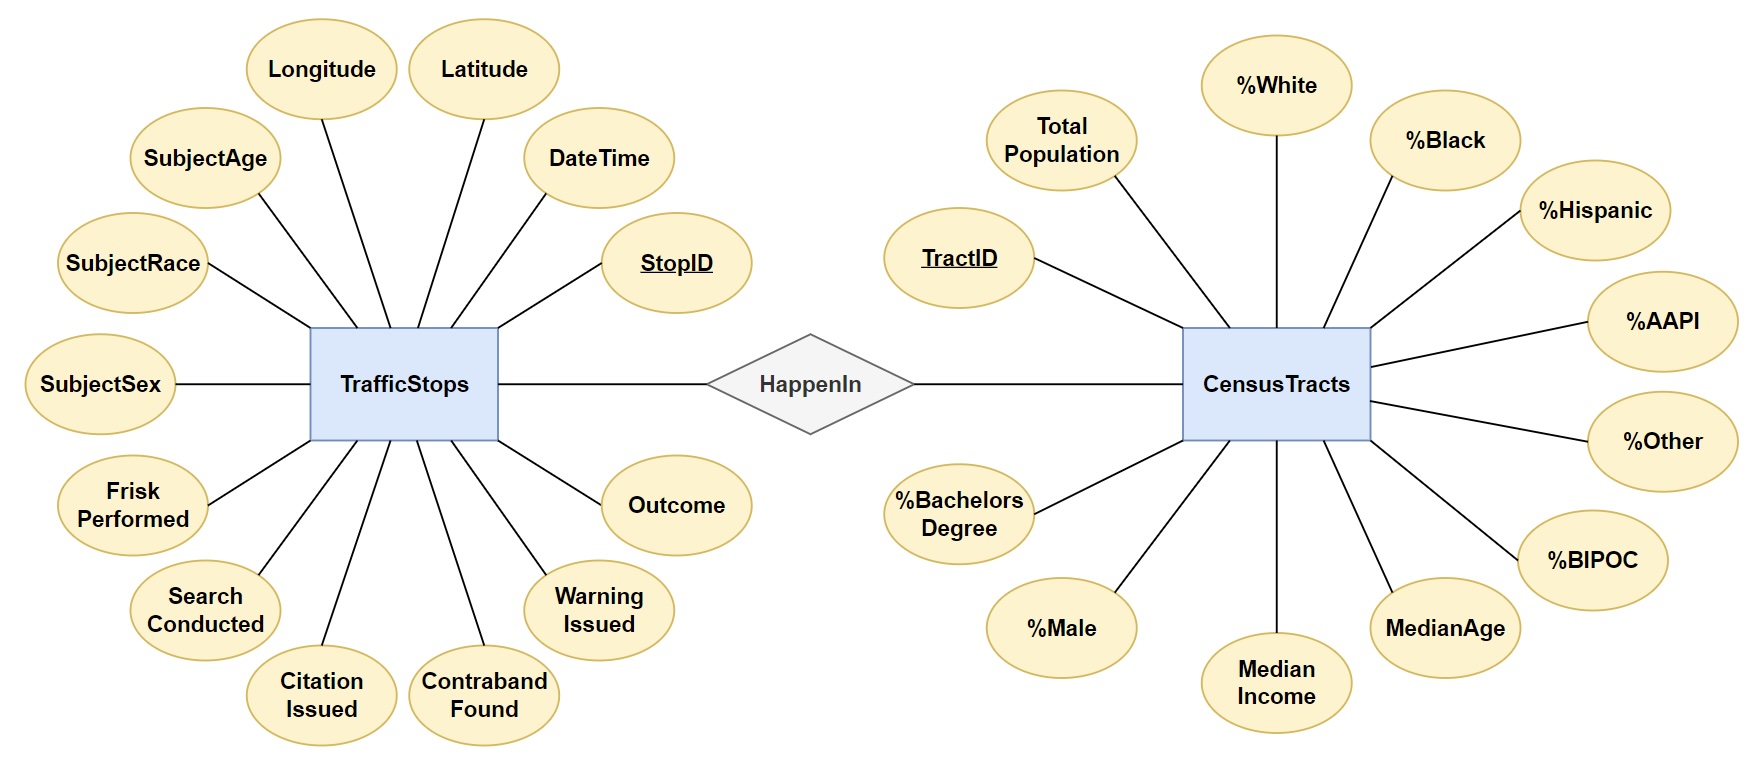 Longitude
Latitude
SubjectAge
DateTime
SubjectRace
StopID
SubjectSex
TrafficStops
Frisk
Performed
Outcome
Search
Conducted
Warning
Issued
Citation
Issued
Contraband
Found
HappenIn
%White
Total
Population
%Black
%Hispanic
TractID
%AAPI
CensusTracts
%Other
%Bachelors
Degree
%BIPOC
%Male
MedianAge
Median
Income